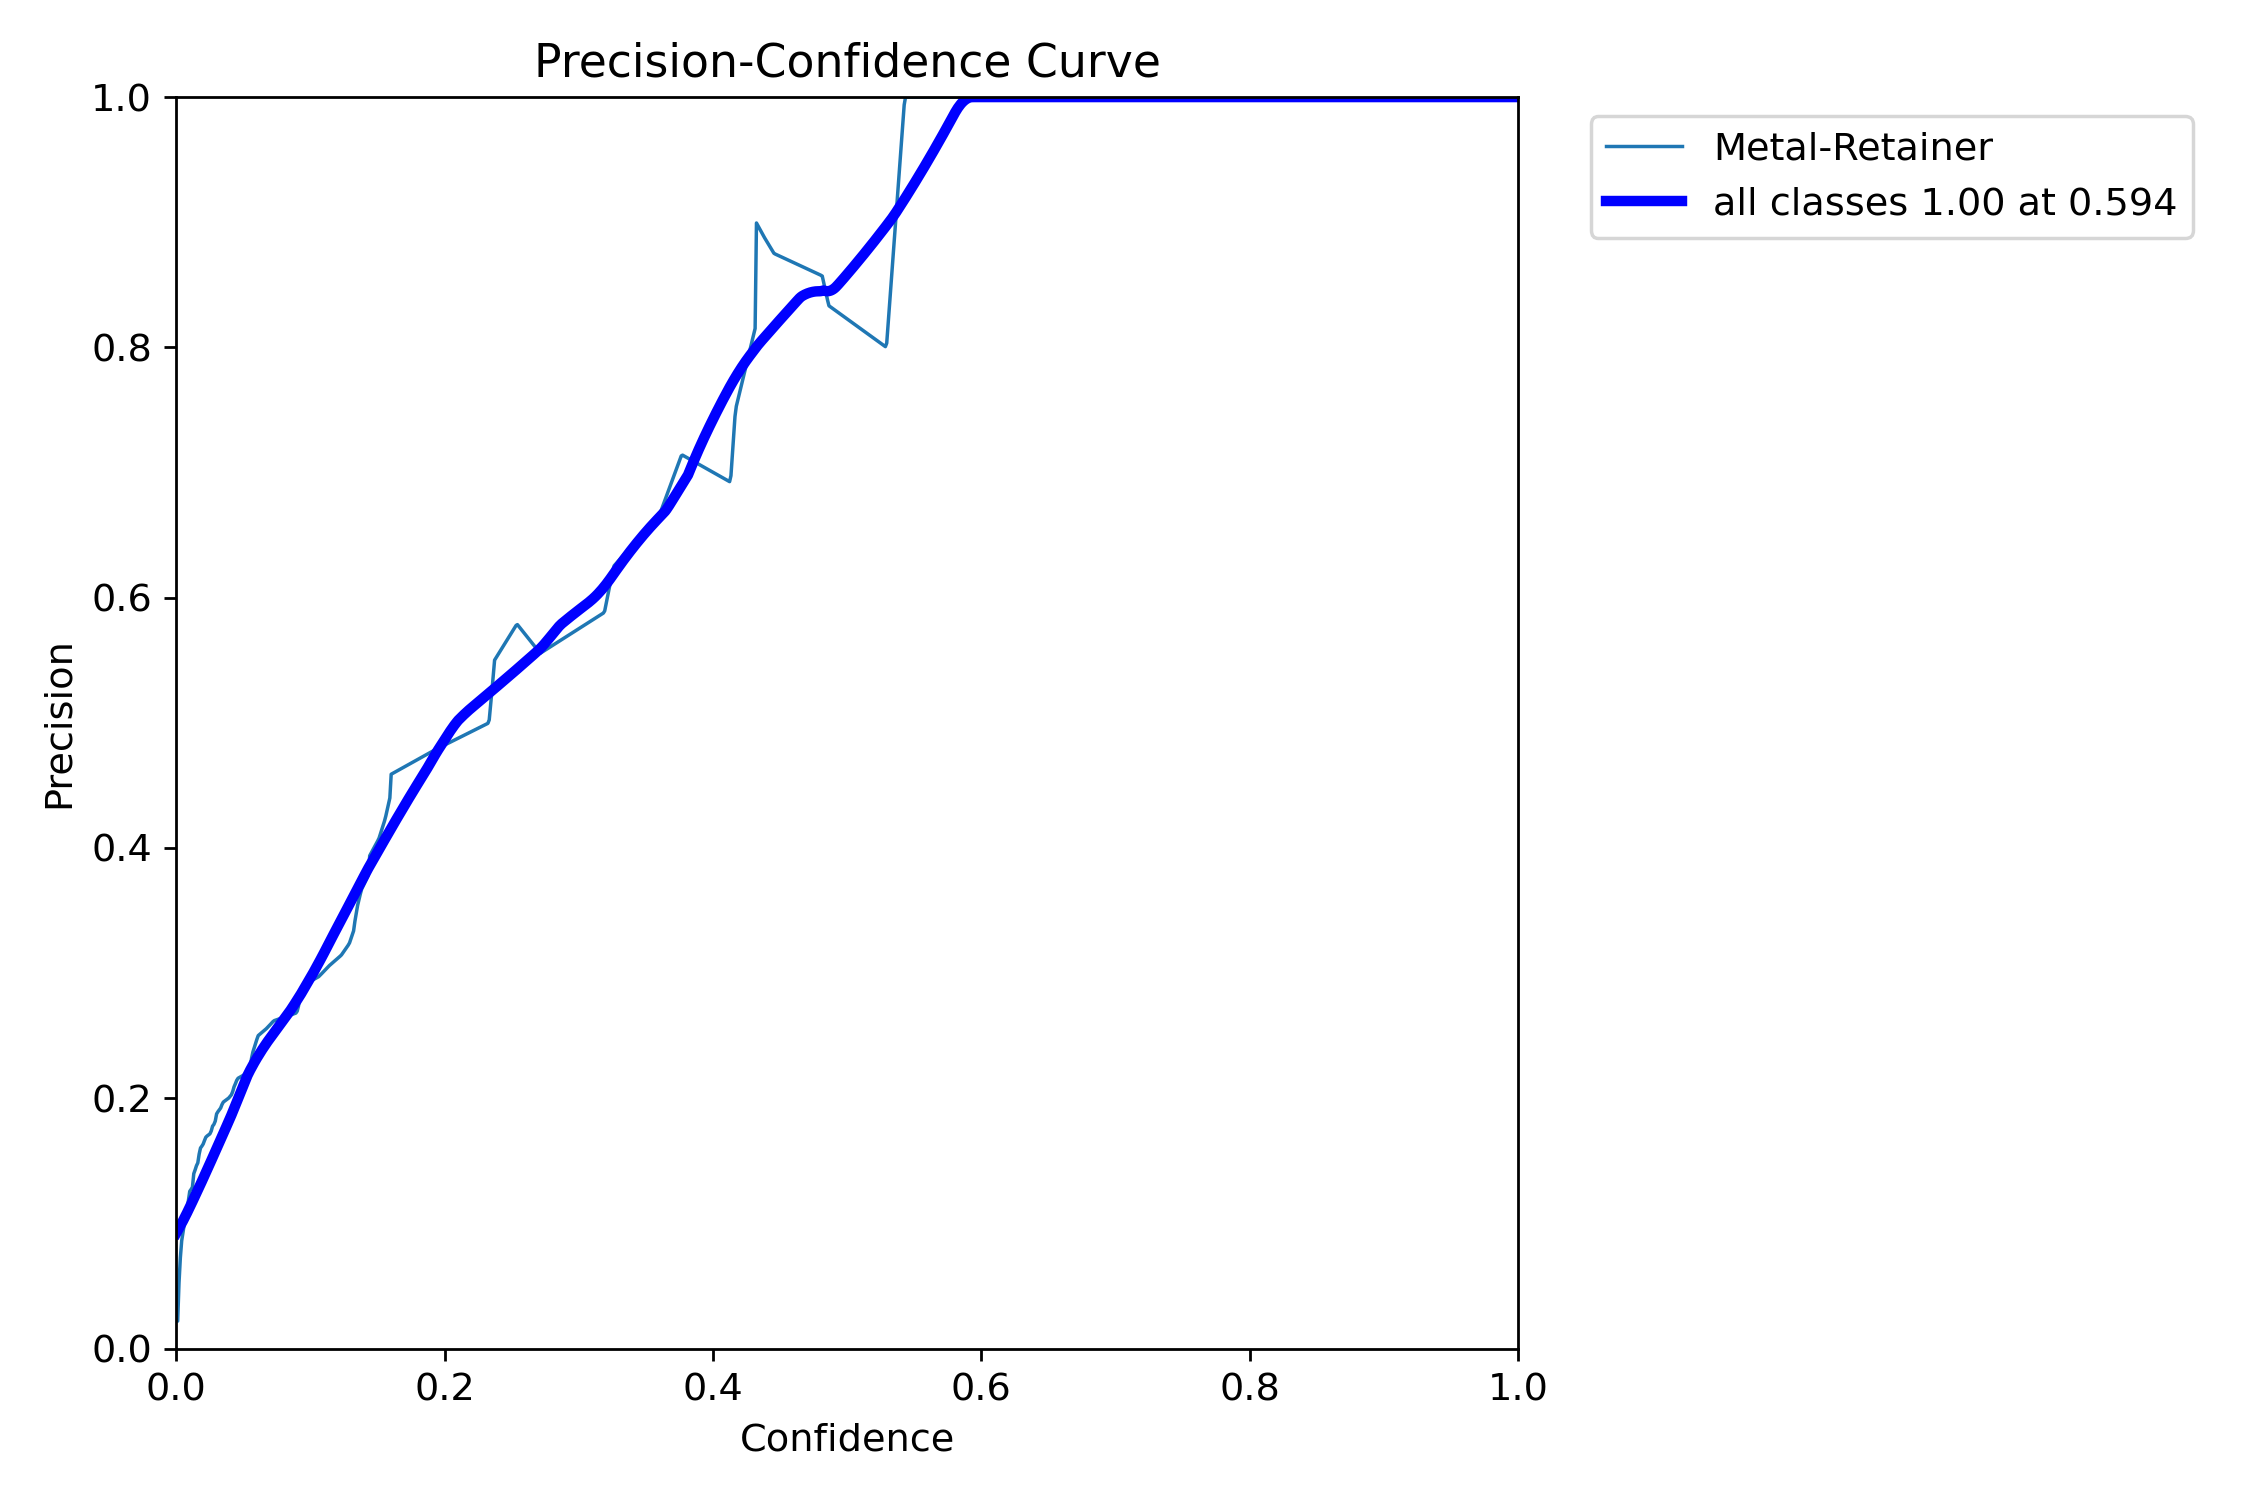 Precision-Confidence Curve
Metal-Retainer
all classes 1.00 at 0.594
Precision
1.0
0.8
0.6
0.4
0.2
0.0
0.0 0.2 0.4 0.6 0.8 1.0
Confidence